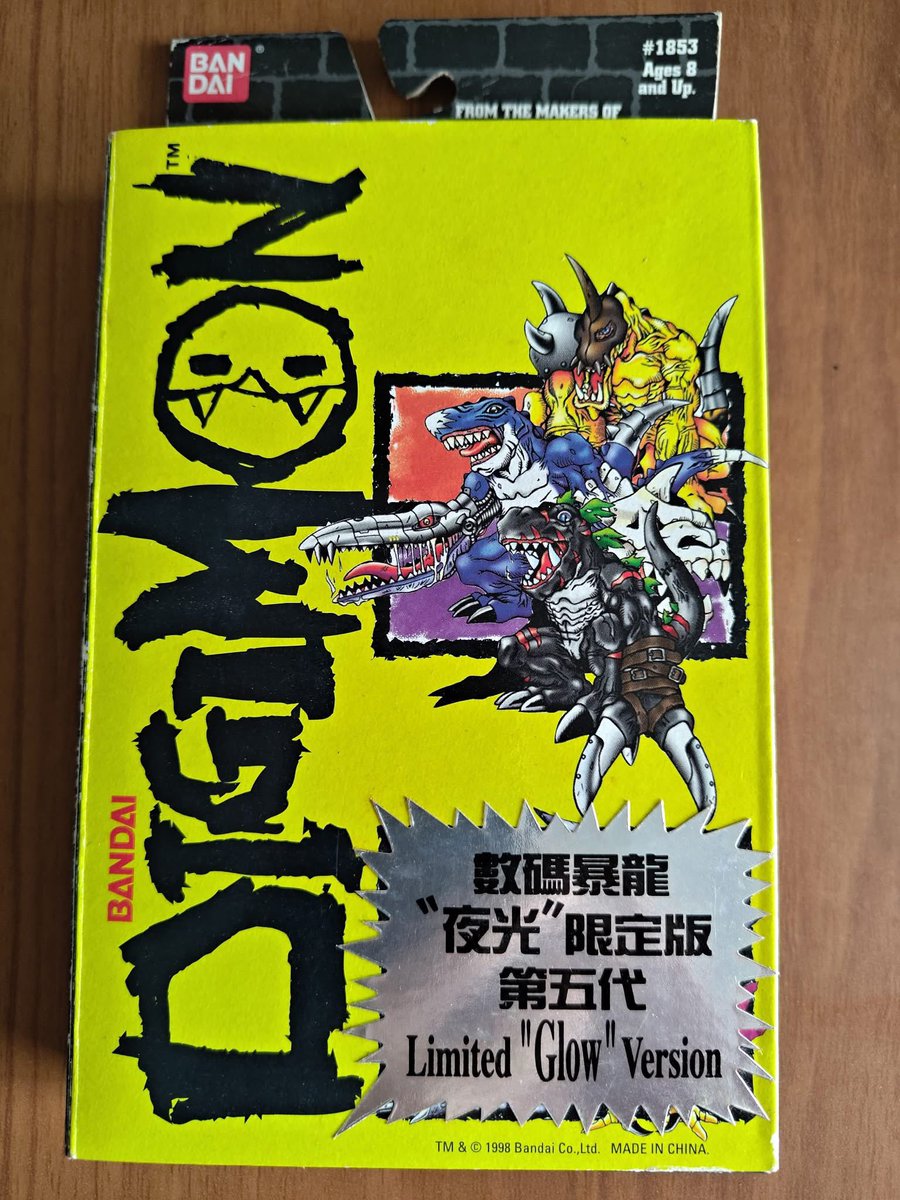 BAN
DAI
®
#1853
Ages 8
and Up.
FROM THE MAKERS OF
DIGIMON™
BANDAI
數碼暴龍
"夜光"限定版
第五代
Limited "Glow" Version
TM & © 1998 Bandai Co.,Ltd. MADE IN CHINA.